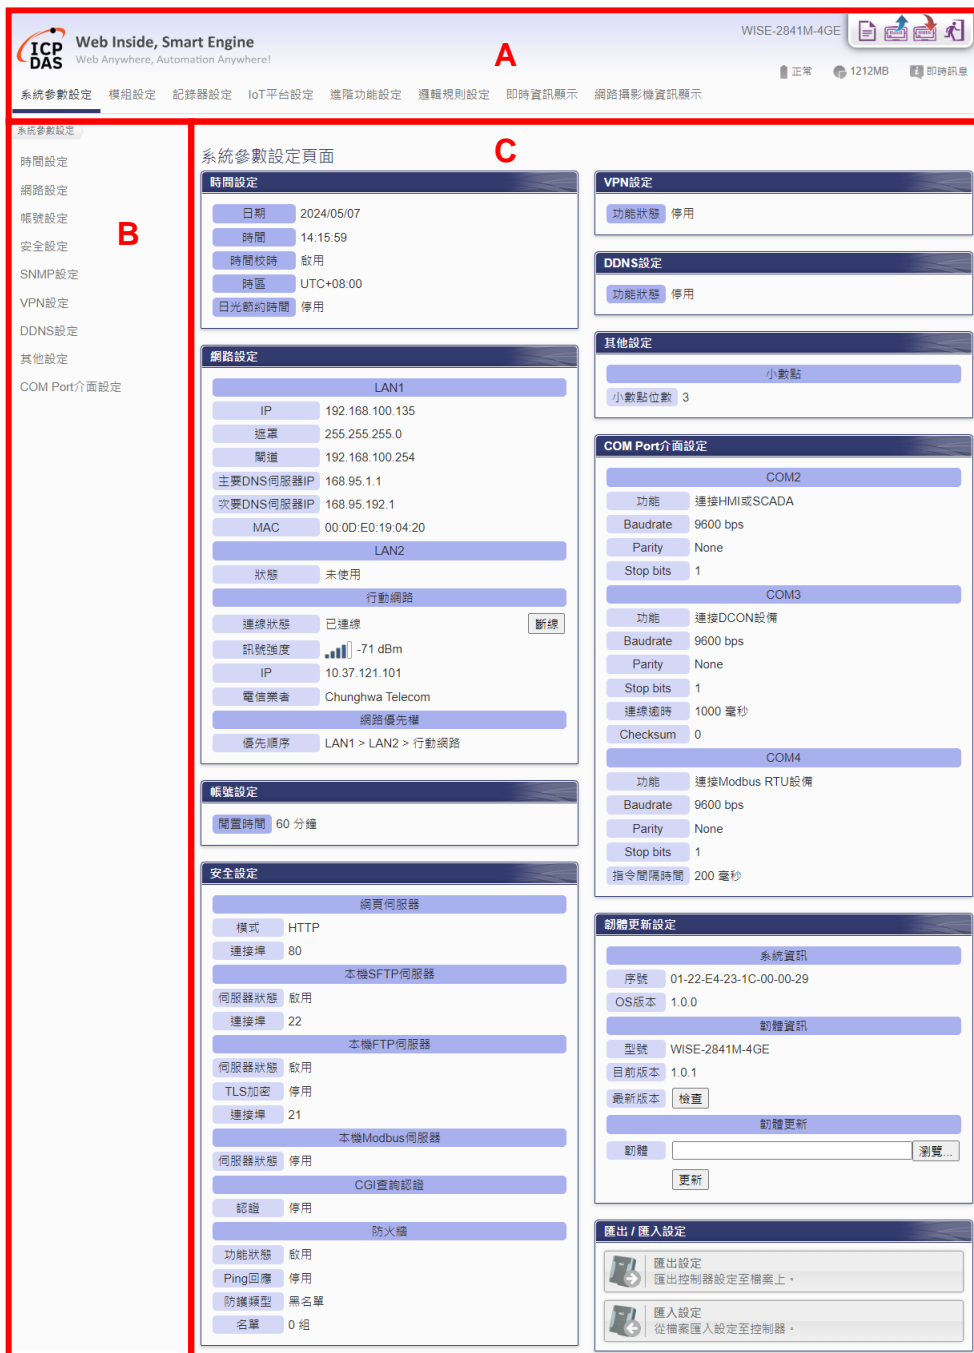 ICP
DAS
Web Inside, Smart Engine
Web Anywhere, Automation Anywhere!
A
WISE-2841M-4GE
正常
1212MB
即時訊息
系統參數設定
模組設定
記錄器設定
IoT平台設定
進階功能設定
邏輯規則設定
即時資訊顯示
網路攝影機資訊顯示
系統參數設定
時間設定
網路設定
帳號設定
安全設定
SNMP設定
VPN設定
DDNS設定
其他設定
COM Port介面設定
B
C
系統參數設定頁面
時間設定
日期 2024/05/07
時間 14:15:59
時間校時 啟用
時區 UTC+08:00
日光節約時間 停用
網路設定
LAN1
IP 192.168.100.135
遮罩 255.255.255.0
閘道 192.168.100.254
主要DNS伺服器IP 168.95.1.1
次要DNS伺服器IP 168.95.192.1
MAC 00:0D:E0:19:04:20
LAN2
狀態 未使用
行動網路
連線狀態 已連線 斷線
訊號強度 -71 dBm
IP 10.37.121.101
電信業者 Chunghwa Telecom
網路優先權
優先順序 LAN1 > LAN2 > 行動網路
帳號設定
閒置時間 60 分鐘
安全設定
網頁伺服器
模式 HTTP
連接埠 80
本機SFTP伺服器
伺服器狀態 啟用
連接埠 22
本機FTP伺服器
伺服器狀態 啟用
TLS加密 停用
連接埠 21
本機Modbus伺服器
伺服器狀態 停用
CGI查詢認證
認證 停用
防火牆
功能狀態 啟用
Ping回應 停用
防護類型 黑名單
名單 0 組
VPN設定
功能狀態 停用
DDNS設定
功能狀態 停用
其他設定
小數點
小數點位數 3
COM Port介面設定
COM2
功能 連接HMI或SCADA
Baudrate 9600 bps
Parity None
Stop bits 1
COM3
功能 連接DCON設備
Baudrate 9600 bps
Parity None
Stop bits 1
連線逾時 1000 毫秒
Checksum 0
COM4
功能 連接Modbus RTU設備
Baudrate 9600 bps
Parity None
Stop bits 1
指令間隔時間 200 毫秒
韌體更新設定
系統資訊
序號 01-22-E4-23-1C-00-00-29
OS版本 1.0.0
韌體資訊
型號 WISE-2841M-4GE
目前版本 1.0.1
最新版本 檢查
韌體更新
韌體 瀏覽...
更新
匯出 / 匯入設定
匯出設定
匯出控制器設定至檔案上。
匯入設定
從檔案匯入設定至控制器。